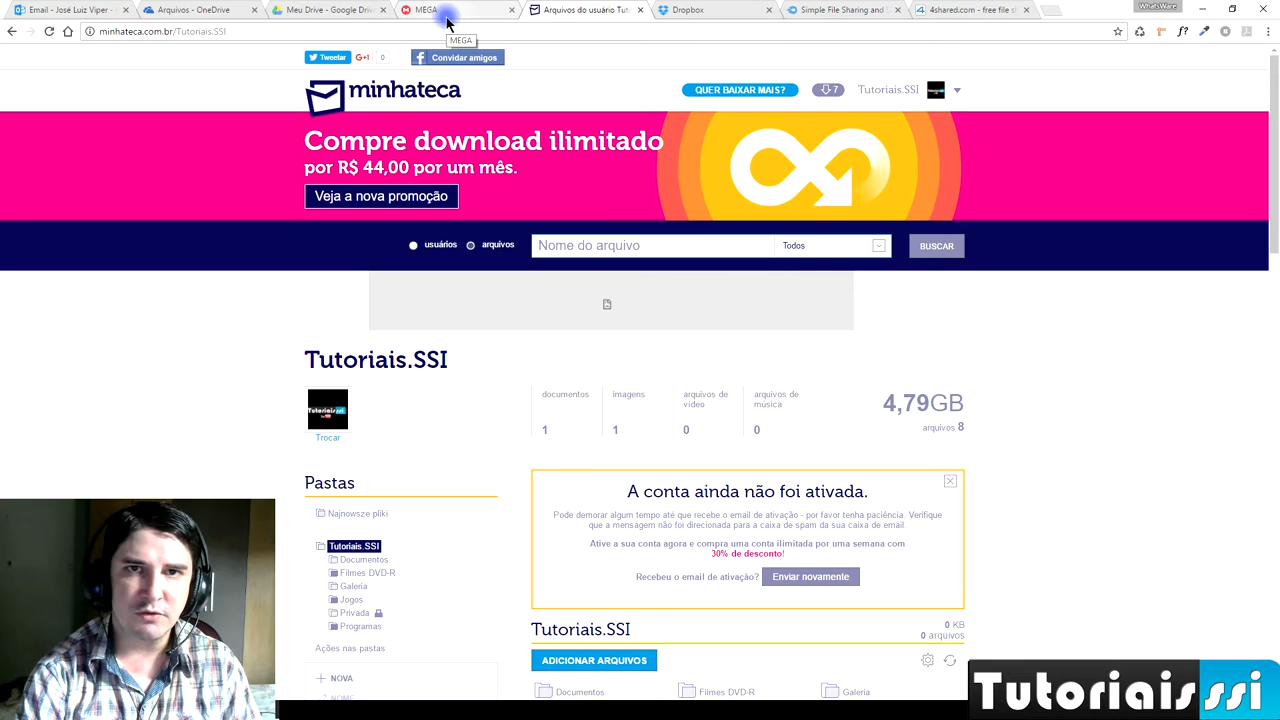 Email - José Luiz Viper -
Arquivos - OneDrive
Meu Drive - Google Drive
MEGA
Arquivos do usuário Tuto
Dropbox
Simple File Sharing and S
4shared.com - free file sh
WhatsWare
minhateca.com.br/Tutoriais.SSI
MEGA
Tweetar
G+1
0
Convidar amigos
minhateca
QUER BAIXAR MAIS?
7
Tutoriais.SSI
Compre download ilimitado
por R$ 44,00 por um mês.
Veja a nova promoção
usuários
arquivos
Nome do arquivo
Todos
BUSCAR
Tutoriais.SSI
Tutoriaisssi
Trocar
documentos
1
imagens
1
arquivos de
vídeo
0
arquivos de
música
0
4,79GB
arquivos 8
Pastas
Najnowsze pliki
Tutoriais.SSI
Documentos
Filmes DVD-R
Galeria
Jogos
Privada
Programas
Ações nas pastas
NOVA
NOME
A conta ainda não foi ativada.
Pode demorar algum tempo até que recebe o email de ativação - por favor tenha paciência. Verifique
que a mensagem não foi direcionada para a caixa de spam da sua caixa de email.
Ative a sua conta agora e compra uma conta ilimitada por uma semana com
30% de desconto!
Recebeu o email de ativação?
Enviar novamente
Tutoriais.SSI
0 KB
0 arquivos
ADICIONAR ARQUIVOS
Documentos
Filmes DVD-R
Galeria
Tutoriaisssi